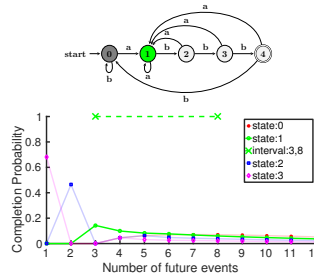 a
a
a
start
0
a
1
b
2
b
3
b
4
b
a
b
Completion Probability
1
0.8
0.6
0.4
0.2
0
state:0
state:1
interval:3,8
state:2
state:3
1 2 3 4 5 6 7 8 9 10 11
Number of future events